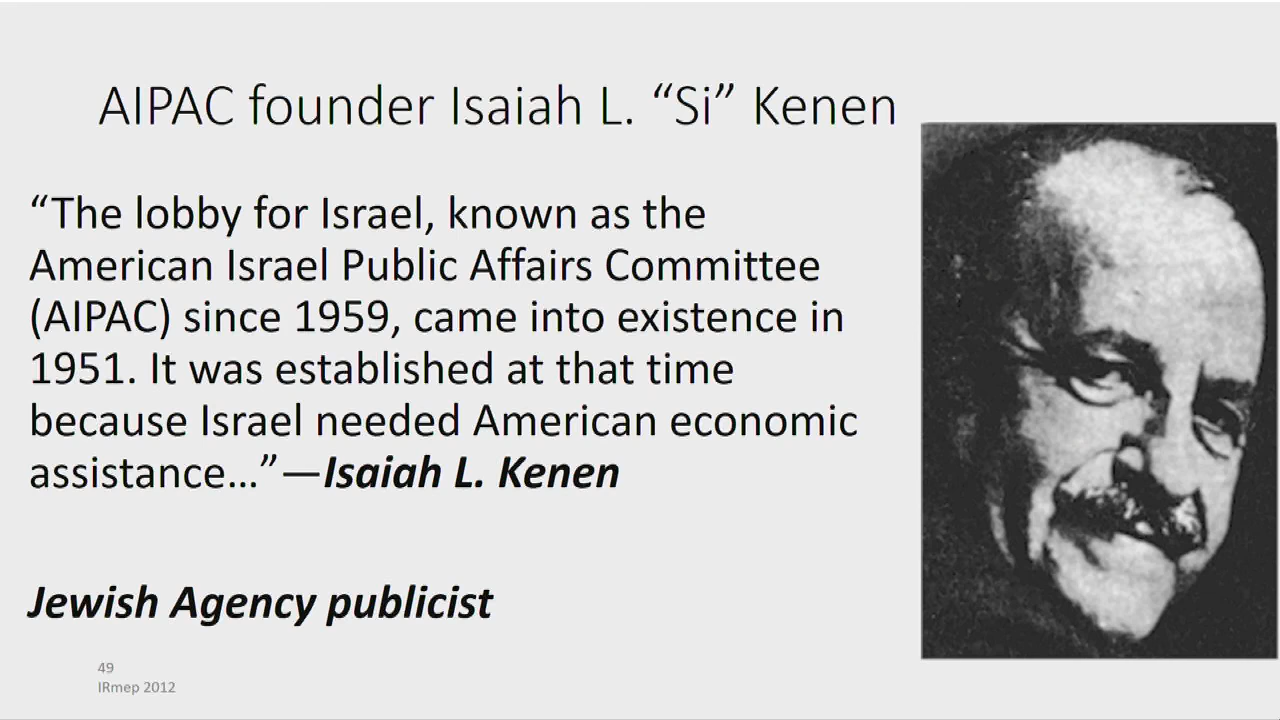 AIPAC founder Isaiah L. “Si” Kenen
“The lobby for Israel, known as the
American Israel Public Affairs Committee
(AIPAC) since 1959, came into existence in
1951. It was established at that time
because Israel needed American economic
assistance…”—Isaiah L. Kenen
Jewish Agency publicist
49
IRmep 2012